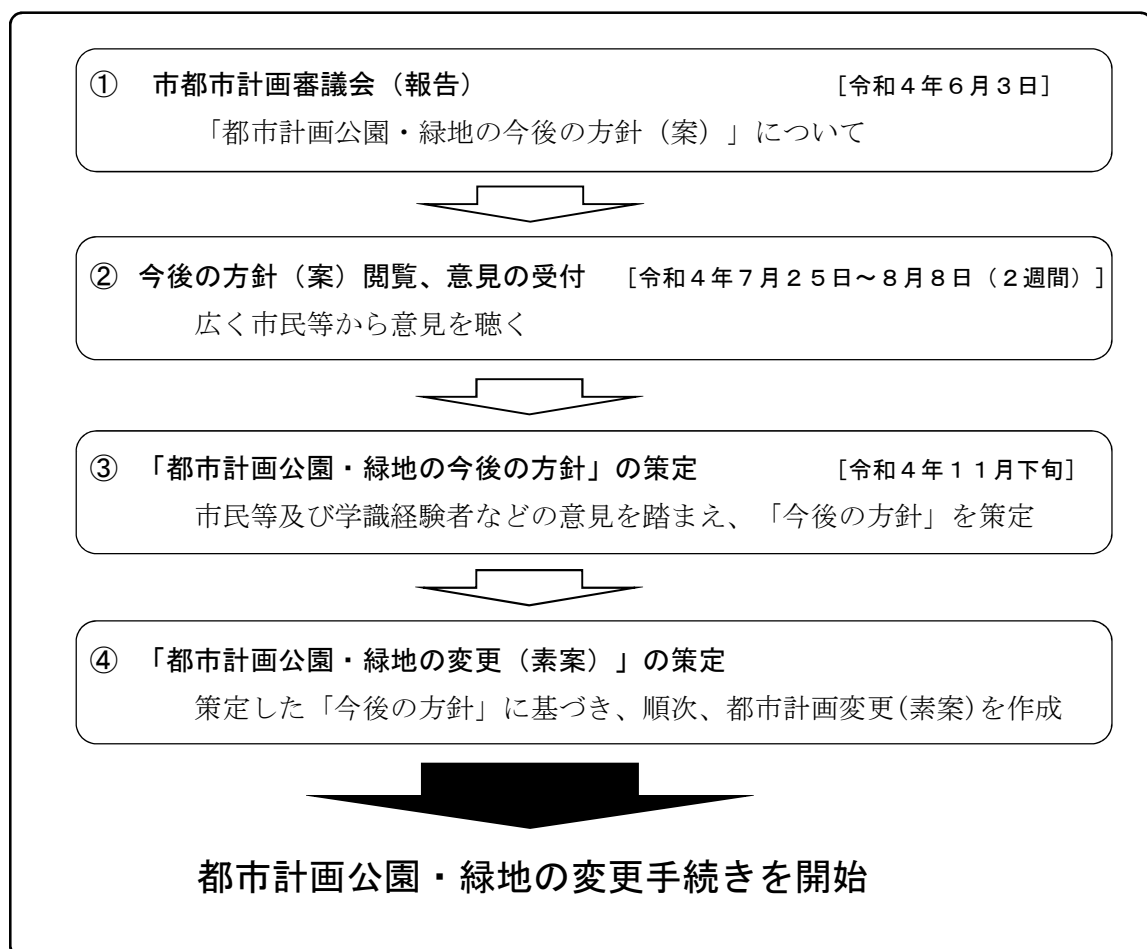 ① 市都市計画審議会（報告） [令和４年６月３日]
「都市計画公園・緑地の今後の方針（案）」について
② 今後の方針（案）閲覧、意見の受付 [令和４年７月２５日～８月８日（２週間）]
広く市民等から意見を聴く
③ 「都市計画公園・緑地の今後の方針」の策定 [令和４年１１月下旬]
市民等及び学識経験者などの意見を踏まえ、「今後の方針」を策定
④ 「都市計画公園・緑地の変更（素案）」の策定
策定した「今後の方針」に基づき、順次、都市計画変更(素案)を作成
都市計画公園・緑地の変更手続きを開始